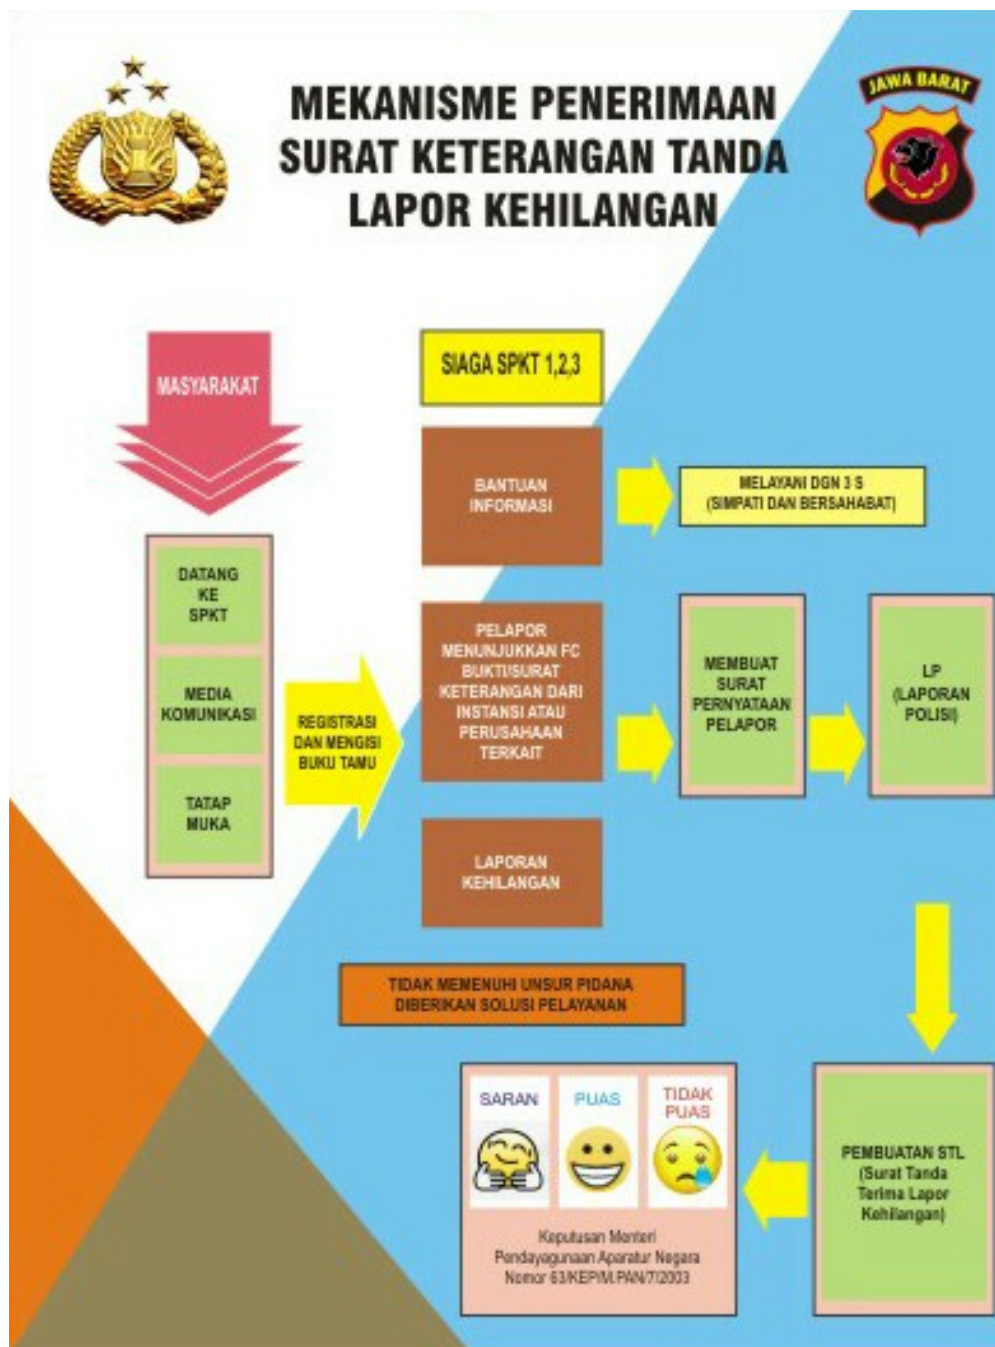 MEKANISME PENERIMAAN
SURAT KETERANGAN TANDA
LAPOR KEHILANGAN
JAWA BARAT
MASYARAKAT
DATANG
KE
SPKT
MEDIA
KOMUNIKASI
TATAP
MUKA
REGISTRASI
DAN MENGISI
BUKU TAMU
SIAGA SPKT 1,2,3
BANTUAN
INFORMASI
MELAYANI DGN 3 S
(SIMPATI DAN BERSAHABAT)
PELAPOR
MENUNJUKKAN FC
BUKTI/SURAT
KETERANGAN DARI
INSTANSI ATAU
PERUSAHAAN
TERKAIT
MEMBUAT
SURAT
PERNYATAAN
PELAPOR
LP
(LAPORAN
POLISI)
LAPORAN
KEHILANGAN
TIDAK MEMENUHI UNSUR PIDANA
DIBERIKAN SOLUSI PELAYANAN
PEMBUATAN STL
(Surat Tanda
Terima Lapor
Kehilangan)
SARAN
PUAS
TIDAK
PUAS
Keputusan Menteri
Pendayagunaan Aparatur Negara
Nomor 63/KEP/M.PAN/7/2003